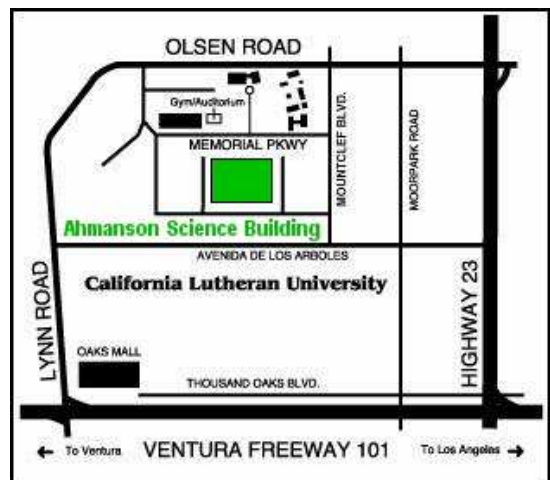 OLSEN ROAD
Gym/Auditorium
MEMORIAL PKWY
MOUNTCLEF BLVD.
MOORPARK ROAD
Ahmanson Science Building
AVENIDA DE LOS ARBOLES
California Lutheran University
LYNN ROAD
HIGHWAY 23
OAKS MALL
THOUSAND OAKS BLVD.
To Ventura
VENTURA FREEWAY 101
To Los Angeles